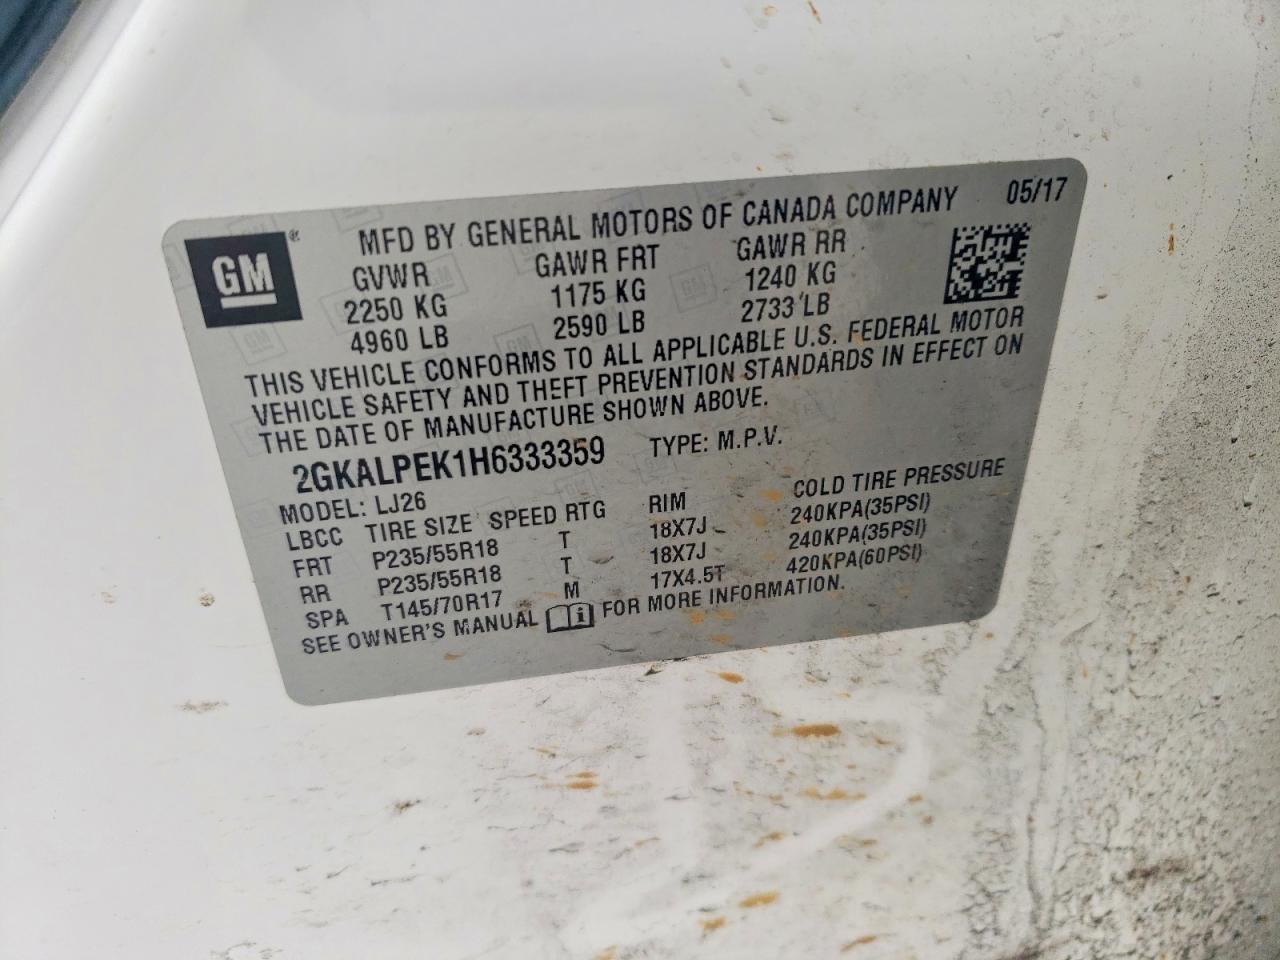 GM ®
MFD BY GENERAL MOTORS OF CANADA COMPANY 05/17
GVWR GAWR FRT GAWR RR
2250 KG 1175 KG 1240 KG
4960 LB 2590 LB 2733 LB
THIS VEHICLE CONFORMS TO ALL APPLICABLE U.S. FEDERAL MOTOR
VEHICLE SAFETY AND THEFT PREVENTION STANDARDS IN EFFECT ON
THE DATE OF MANUFACTURE SHOWN ABOVE.
2GKALPEK1H6333359 TYPE: M.P.V.
MODEL: LJ26
LBCC TIRE SIZE SPEED RTG RIM COLD TIRE PRESSURE
FRT P235/55R18 T 18X7J 240KPA(35PSI)
RR P235/55R18 T 18X7J 240KPA(35PSI)
SPA T145/70R17 M 17X4.5T 420KPA(60PSI)
SEE OWNER'S MANUAL i FOR MORE INFORMATION.